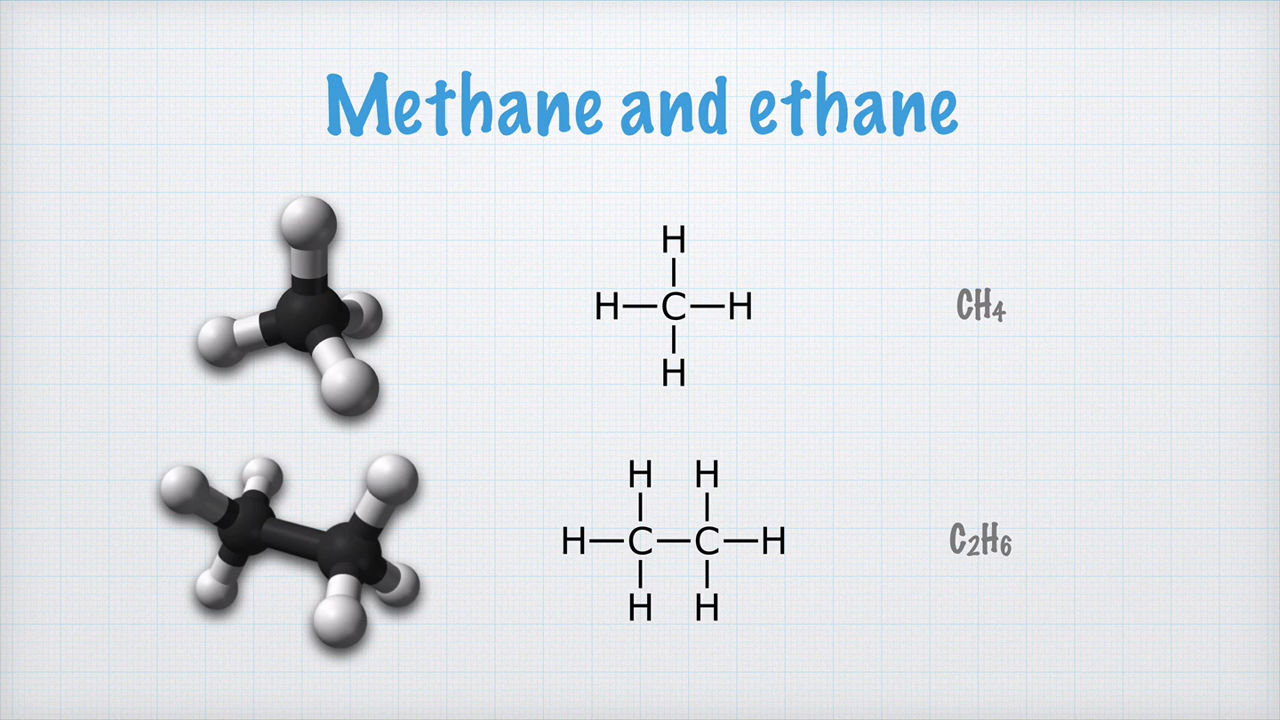 Methane and ethane
H
H—C—H
H
CH₄
H H
H—C—C—H
H H
C₂H₆